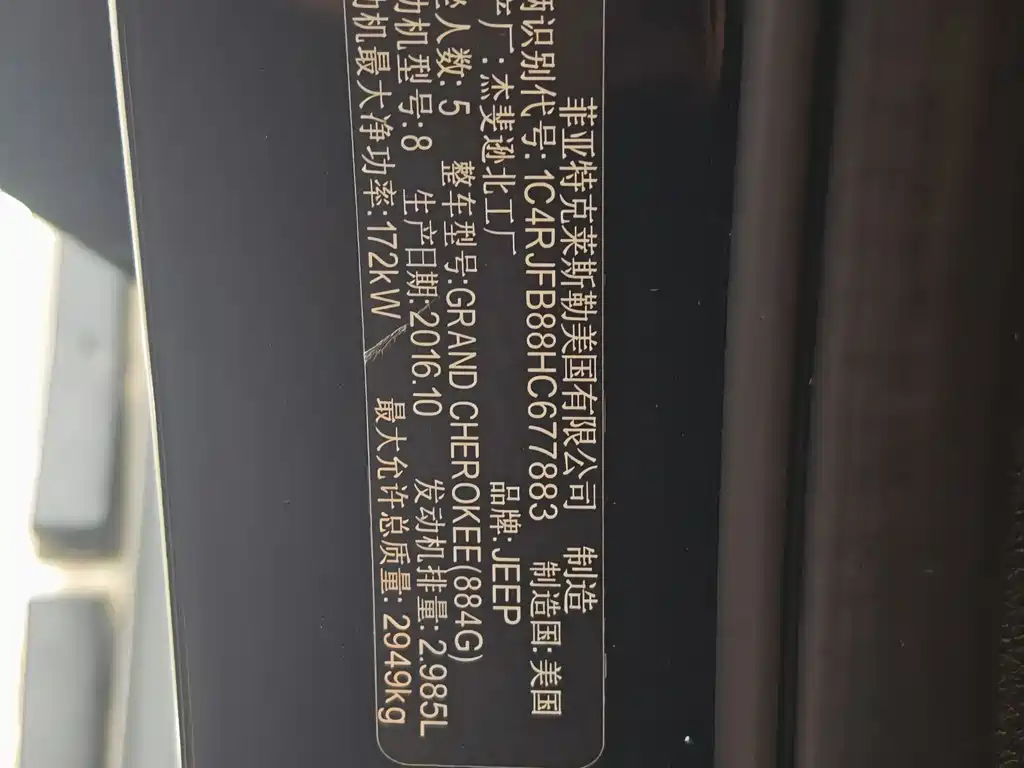 菲亚特克莱斯勒美国有限公司 制造
辆识别代号:1C4RJFB88HC677883 制造国:美国
产厂:杰斐逊北工厂 品牌:JEEP
坐人数:5 整车型号:GRAND CHEROKEE(884G)
动机型号:8 生产日期:2016.10 发动机排量:2.985L
动机最大净功率:172kW 最大允许总质量:2949kg